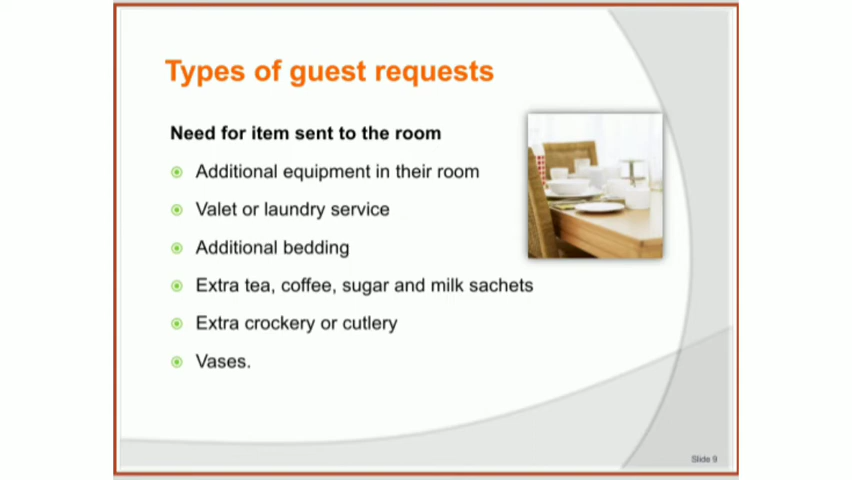 Types of guest requests
Need for item sent to the room
Additional equipment in their room
Valet or laundry service
Additional bedding
Extra tea, coffee, sugar and milk sachets
Extra crockery or cutlery
Vases.
Slide 9